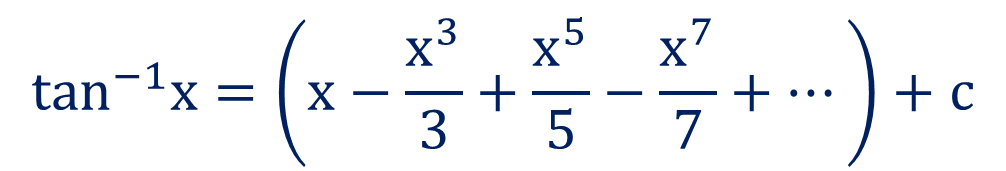 tan⁻¹x = (x − x³/3 + x⁵/5 − x⁷/7 + ⋯) + c